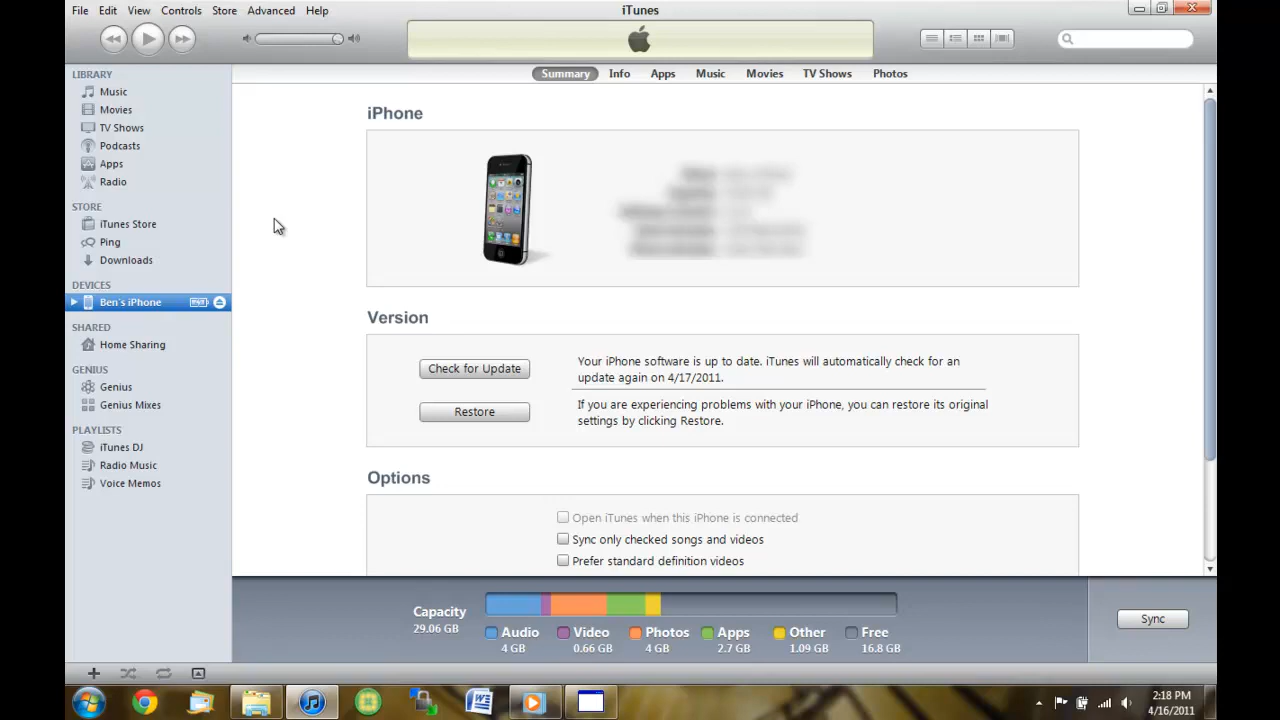 File Edit View Controls Store Advanced Help
iTunes
LIBRARY
Music
Movies
TV Shows
Podcasts
Apps
Radio
STORE
iTunes Store
Ping
Downloads
DEVICES
Ben's iPhone
SHARED
Home Sharing
GENIUS
Genius
Genius Mixes
PLAYLISTS
iTunes DJ
Radio Music
Voice Memos
Summary Info Apps Music Movies TV Shows Photos
iPhone
Version
Check for Update
Your iPhone software is up to date. iTunes will automatically check for an
update again on 4/17/2011.
Restore
If you are experiencing problems with your iPhone, you can restore its original
settings by clicking Restore.
Options
Open iTunes when this iPhone is connected
Sync only checked songs and videos
Prefer standard definition videos
Capacity
29.06 GB
Audio Video Photos Apps Other Free
4 GB 0.66 GB 4 GB 2.7 GB 1.09 GB 16.8 GB
Sync
2:18 PM
4/16/2011